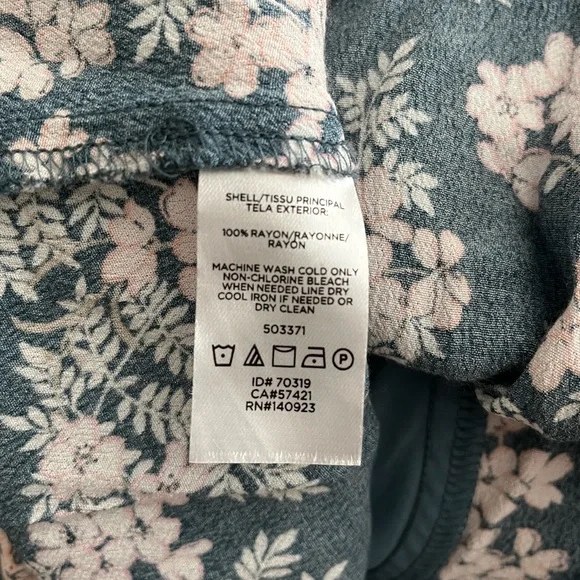 SHELL/TISSU PRINCIPAL
TELA EXTERIOR:
100% RAYON/RAYONNE/
RAYÓN
MACHINE WASH COLD ONLY
NON-CHLORINE BLEACH
WHEN NEEDED LINE DRY
COOL IRON IF NEEDED OR
DRY CLEAN
503371
P
ID# 70319
CA#57421
RN#140923